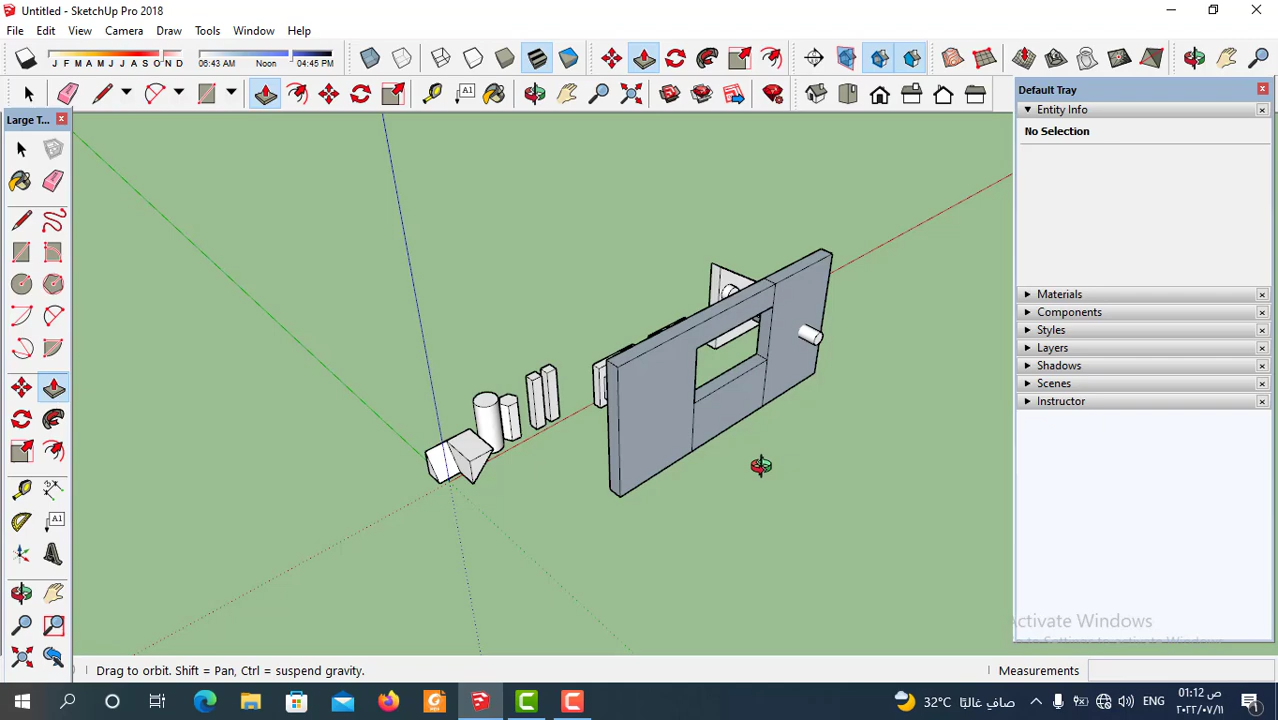 Untitled - SketchUp Pro 2018
File Edit View Camera Draw Tools Window Help
J F M A M J J A S O N D
06:43 AM Noon 04:45 PM
A1
Large T...
A1
Default Tray
Entity Info
No Selection
Materials
Components
Styles
Layers
Shadows
Scenes
Instructor
Activate Windows
Drag to orbit. Shift = Pan, Ctrl = suspend gravity.
Measurements
32°C صاف غالبًا
ENG
01:12 ص
٢٠٢٢/٠٧/١١